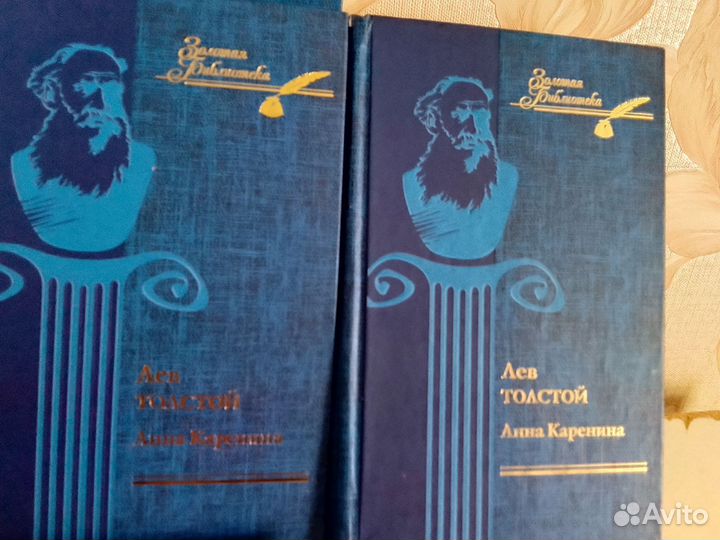 Золотая
Библиотека
Лев
ТОЛСТОЙ
Анна Каренина
Золотая
Библиотека
Лев
ТОЛСТОЙ
Анна Каренина
Avito